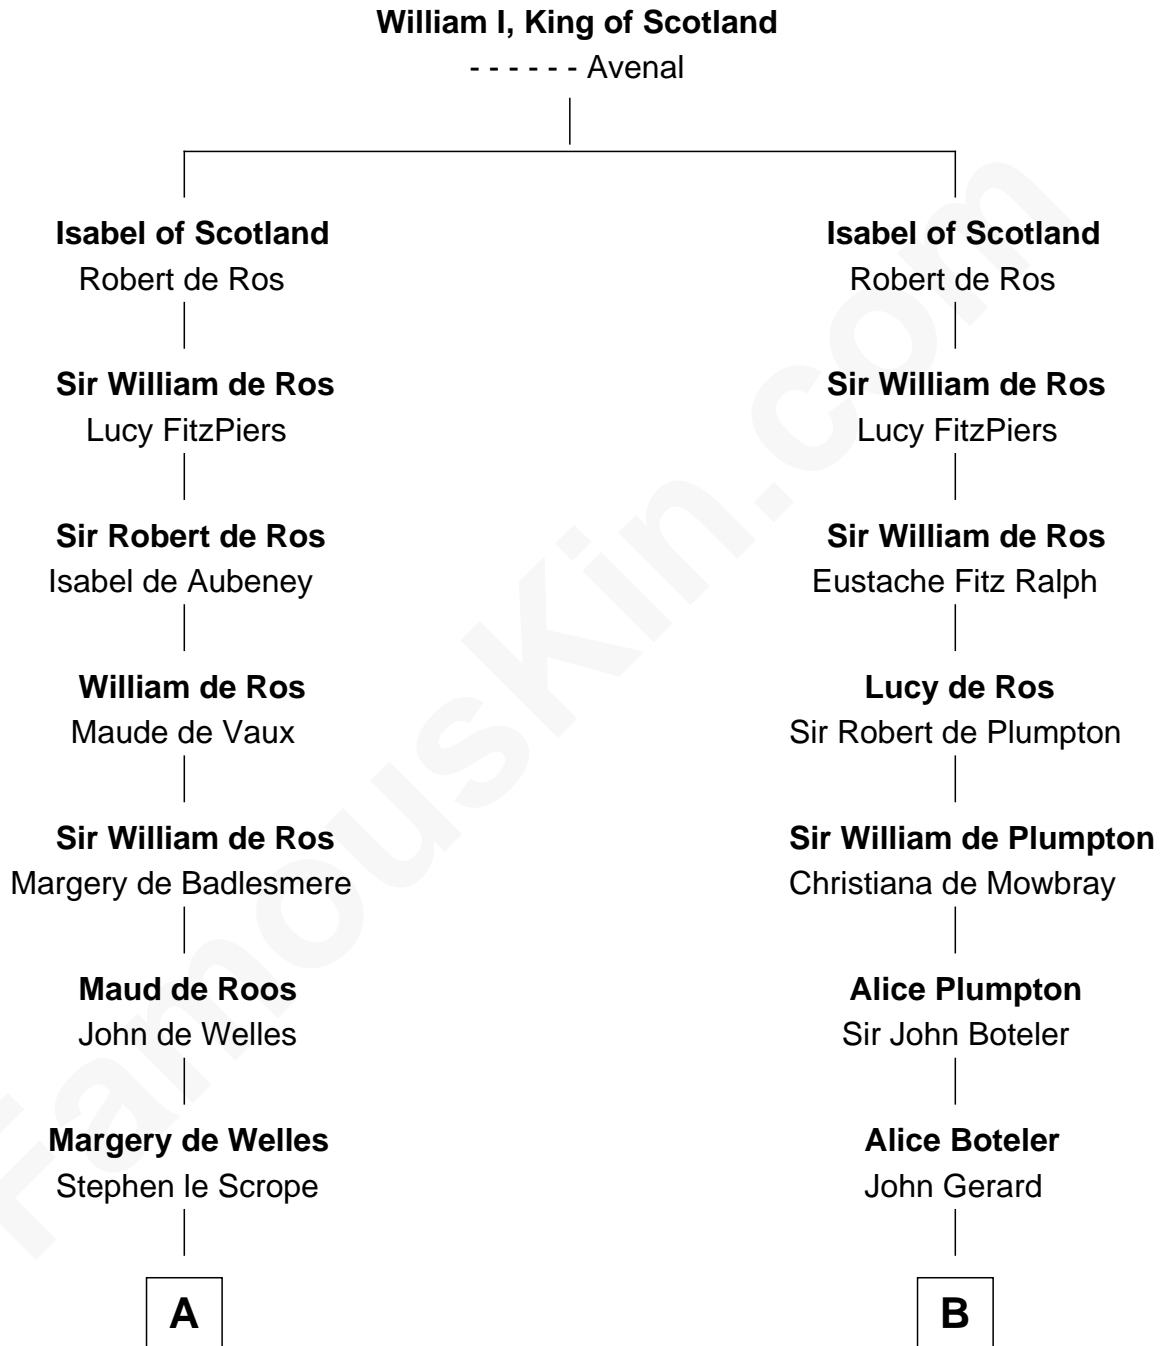 William I, King of Scotland
- - - - - - Avenal
Isabel of Scotland
Robert de Ros
Sir William de Ros
Lucy FitzPiers
Sir Robert de Ros
Isabel de Aubeney
William de Ros
Maude de Vaux
Sir William de Ros
Margery de Badlesmere
Maud de Roos
John de Welles
Margery de Welles
Stephen le Scrope
A
Isabel of Scotland
Robert de Ros
Sir William de Ros
Lucy FitzPiers
Sir William de Ros
Eustache Fitz Ralph
Lucy de Ros
Sir Robert de Plumpton
Sir William de Plumpton
Christiana de Mowbray
Alice Plumpton
Sir John Boteler
Alice Boteler
John Gerard
B
FamousKin.com